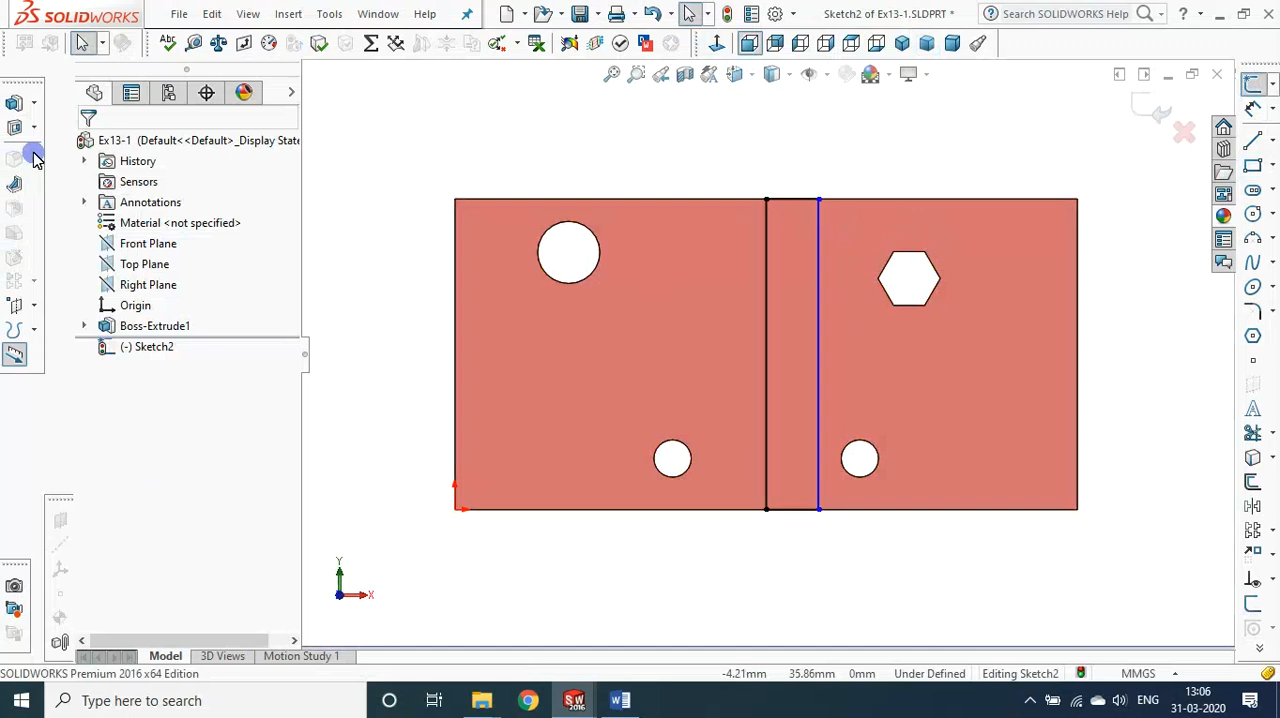 SOLIDWORKS File Edit View Insert Tools Window Help Sketch2 of Ex13-1.SLDPRT * Search SOLIDWORKS Help ?
Ex13-1 (Default<<Default>_Display State
History
Sensors
Annotations
Material <not specified>
Front Plane
Top Plane
Right Plane
Origin
Boss-Extrude1
(-) Sketch2
Y
X
Model 3D Views Motion Study 1
SOLIDWORKS Premium 2016 x64 Edition -4.21mm 35.86mm 0mm Under Defined Editing Sketch2 MMGS
Type here to search ENG 13:06
31-03-2020